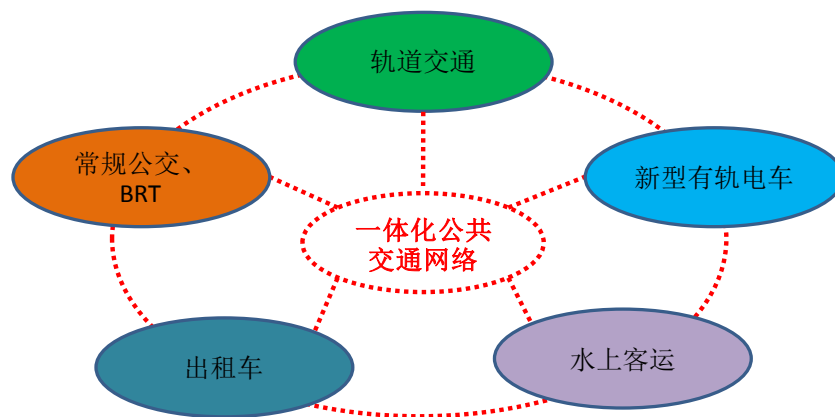 轨道交通
常规公交、
BRT
新型有轨电车
一体化公共
交通网络
出租车
水上客运